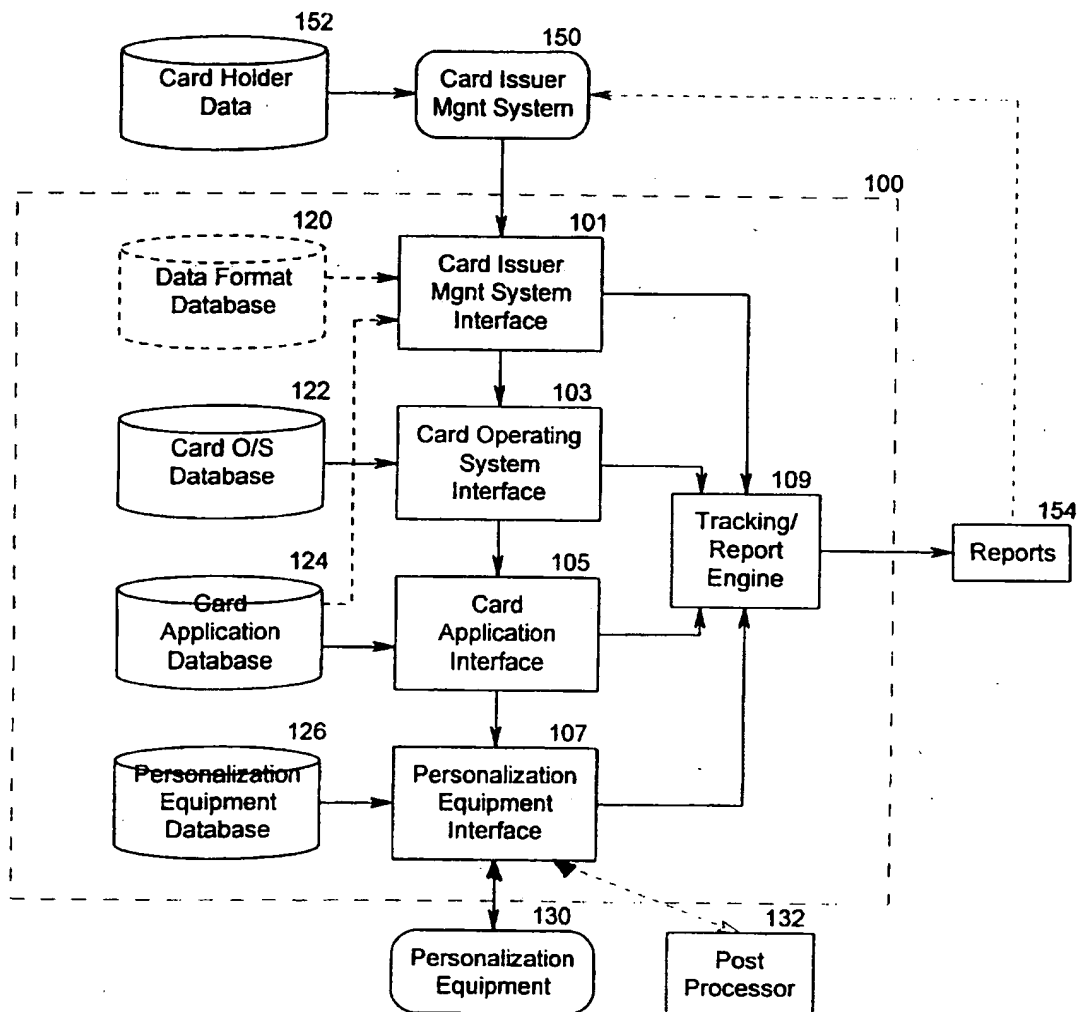 152
Card Holder
Data
150
Card Issuer
Mgnt System
100
120
Data Format
Database
101
Card Issuer
Mgnt System
Interface
122
Card O/S
Database
103
Card Operating
System
Interface
109
Tracking/
Report
Engine
154
Reports
124
Card
Application
Database
105
Card
Application
Interface
126
Personalization
Equipment
Database
107
Personalization
Equipment
Interface
130
Personalization
Equipment
132
Post
Processor